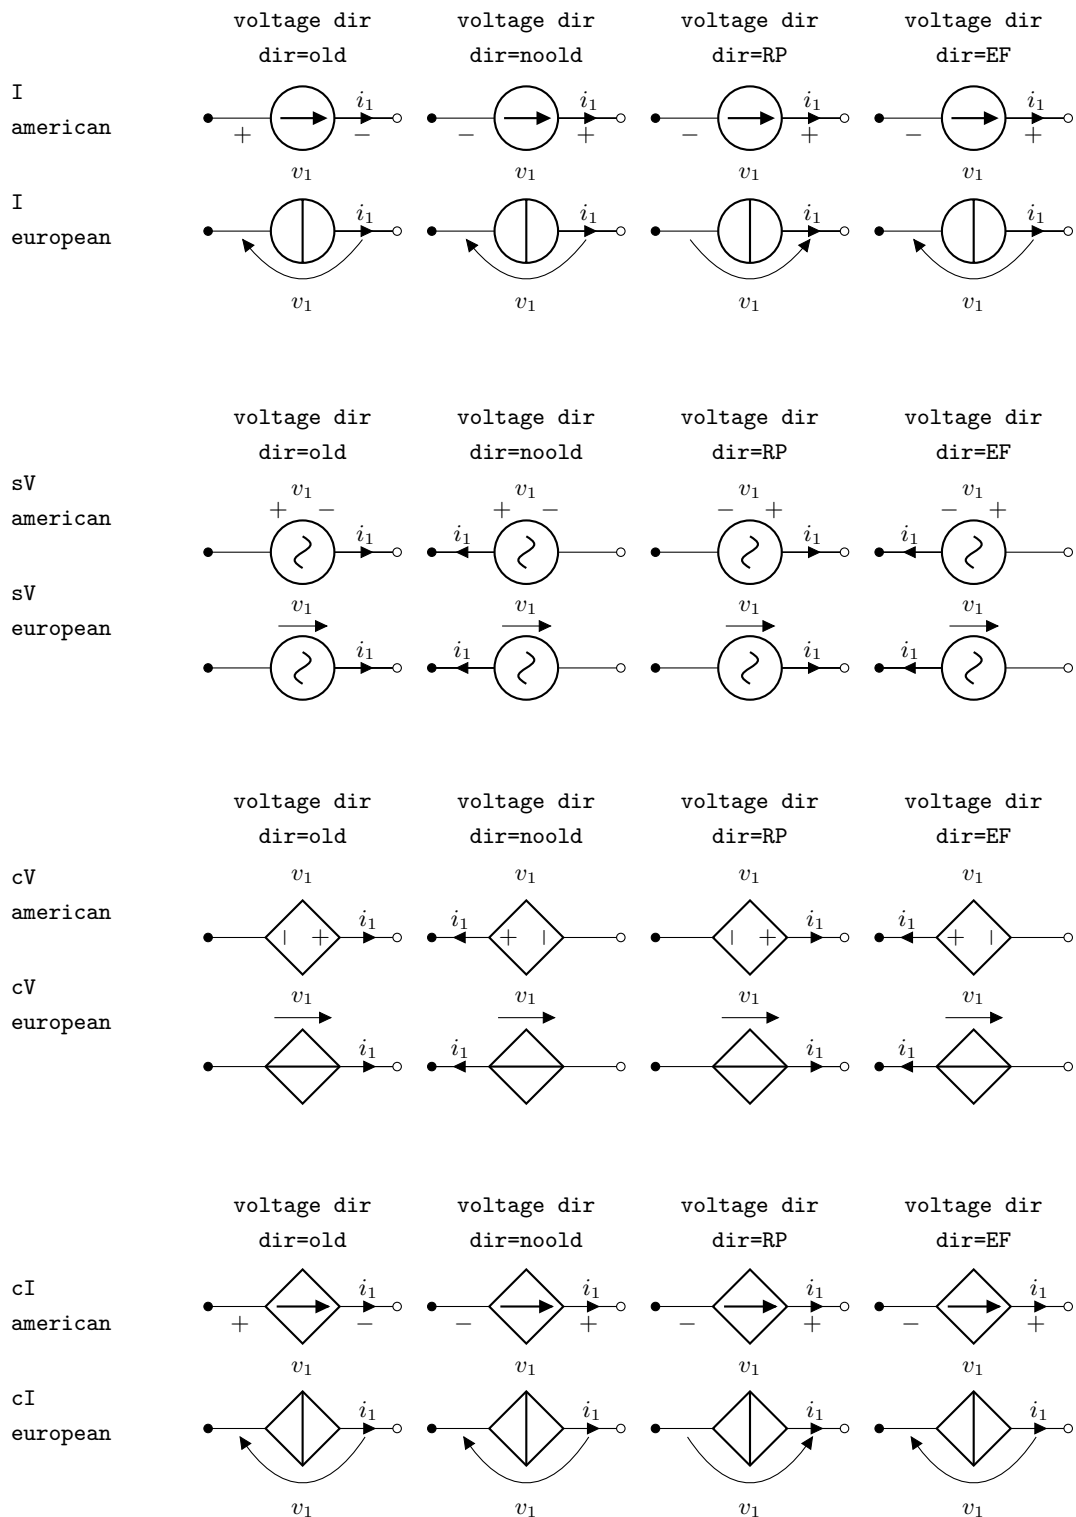 voltage dir voltage dir voltage dir voltage dir
dir=old dir=noold dir=RP dir=EF
I
american
i₁ i₁ i₁ i₁
+ − − + − + − +
v₁ v₁ v₁ v₁
I
european
i₁ i₁ i₁ i₁
v₁ v₁ v₁ v₁
voltage dir voltage dir voltage dir voltage dir
dir=old dir=noold dir=RP dir=EF
sV
american
v₁ v₁ v₁ v₁
+ − + − − + − +
i₁ i₁ i₁ i₁
sV
european
v₁ v₁ v₁ v₁
i₁ i₁ i₁ i₁
voltage dir voltage dir voltage dir voltage dir
dir=old dir=noold dir=RP dir=EF
cV
american
v₁ v₁ v₁ v₁
i₁ i₁ i₁ i₁
− + + − − + + −
cV
european
v₁ v₁ v₁ v₁
i₁ i₁ i₁ i₁
voltage dir voltage dir voltage dir voltage dir
dir=old dir=noold dir=RP dir=EF
cI
american
i₁ i₁ i₁ i₁
+ − − + − + − +
v₁ v₁ v₁ v₁
cI
european
i₁ i₁ i₁ i₁
v₁ v₁ v₁ v₁